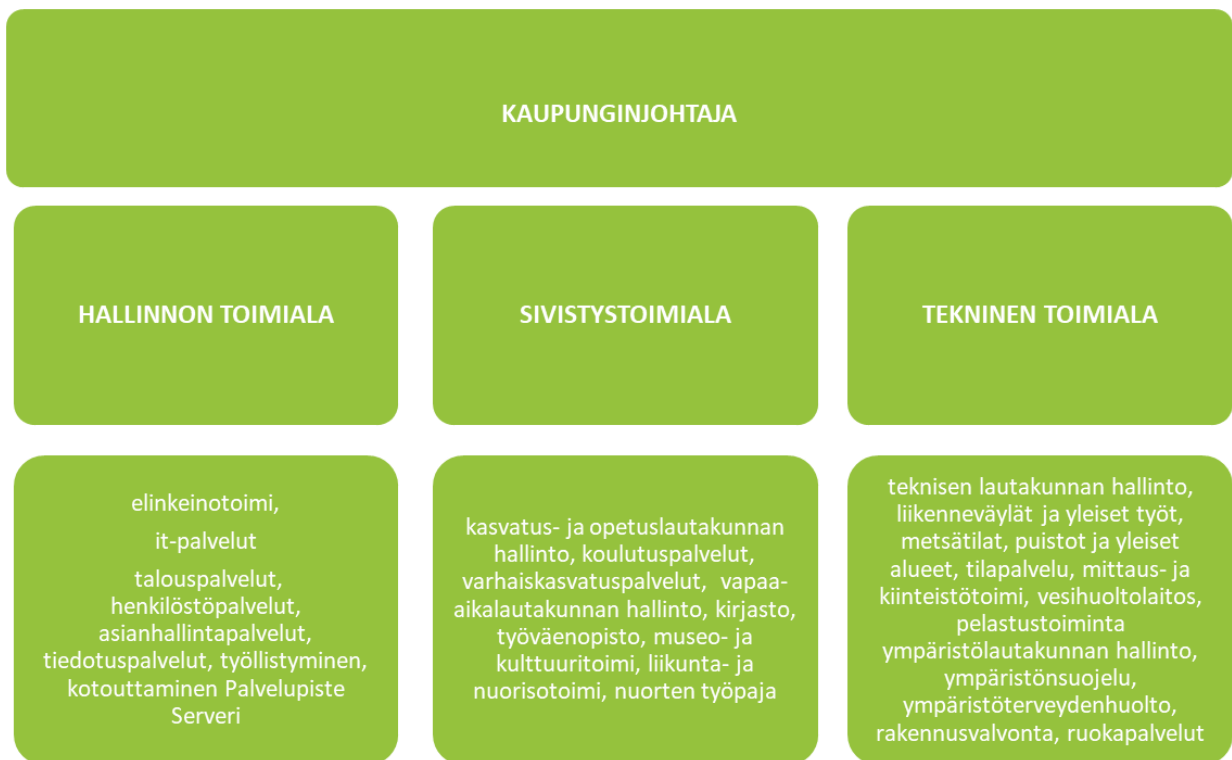 KAUPUNGINJOHTAJA
HALLINNON TOIMIALA
SIVISTYSTOIMIALA
TEKNINEN TOIMIALA
elinkeinotoimi,
it-palvelut
talouspalvelut,
henkilöstöpalvelut,
asianhallintapalvelut,
tiedotuspalvelut, työllistyminen,
kotouttaminen Palvelupiste
Serveri
kasvatus- ja opetuslautakunnan
hallinto, koulutuspalvelut,
varhaiskasvatuspalvelut, vapaa-
aikalautakunnan hallinto, kirjasto,
työväenopisto, museo- ja
kulttuuritoimi, liikunta- ja
nuorisotoimi, nuorten työpaja
teknisen lautakunnan hallinto,
liikenneväylät ja yleiset työt,
metsätilat, puistot ja yleiset
alueet, tilapalvelu, mittaus- ja
kiinteistötoimi, vesihuoltolaitos,
pelastustoiminta
ympäristölautakunnan hallinto,
ympäristönsuojelu,
ympäristöterveydenhuolto,
rakennusvalvonta, ruokapalvelut